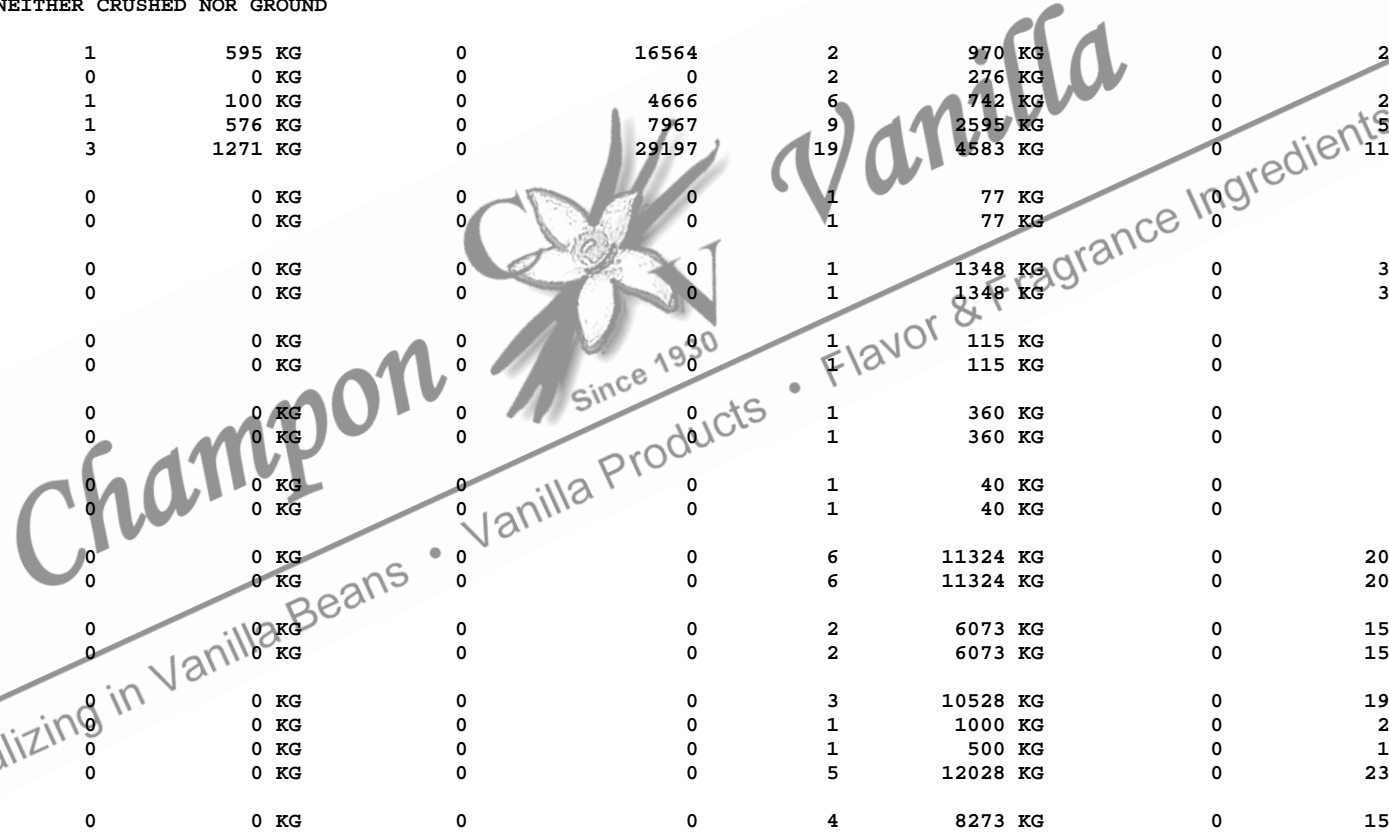 NEITHER CRUSHED NOR GROUND
1 595 KG 0 16564 2 970 KG 0 2
0 0 KG 0 0 2 276 KG 0
1 100 KG 0 4666 6 742 KG 0 2
1 576 KG 0 7967 9 2595 KG 0 5
3 1271 KG 0 29197 19 4583 KG 0 11
0 0 KG 0 0 1 77 KG 0
0 0 KG 0 0 1 77 KG 0
0 0 KG 0 0 1 1348 KG 0 3
0 0 KG 0 0 1 1348 KG 0 3
0 0 KG 0 0 1 115 KG 0
0 0 KG 0 0 1 115 KG 0
0 0 KG 0 0 1 360 KG 0
0 0 KG 0 0 1 360 KG 0
0 0 KG 0 0 1 40 KG 0
0 0 KG 0 0 1 40 KG 0
0 0 KG 0 0 6 11324 KG 0 20
0 0 KG 0 0 6 11324 KG 0 20
0 0 KG 0 0 2 6073 KG 0 15
0 0 KG 0 0 2 6073 KG 0 15
0 0 KG 0 0 3 10528 KG 0 19
0 0 KG 0 0 1 1000 KG 0 2
0 0 KG 0 0 1 500 KG 0 1
0 0 KG 0 0 5 12028 KG 0 23
0 0 KG 0 0 4 8273 KG 0 15
Champon Vanilla
C V
Since 1930
alizing in Vanilla Beans • Vanilla Products • Flavor & Fragrance Ingredients